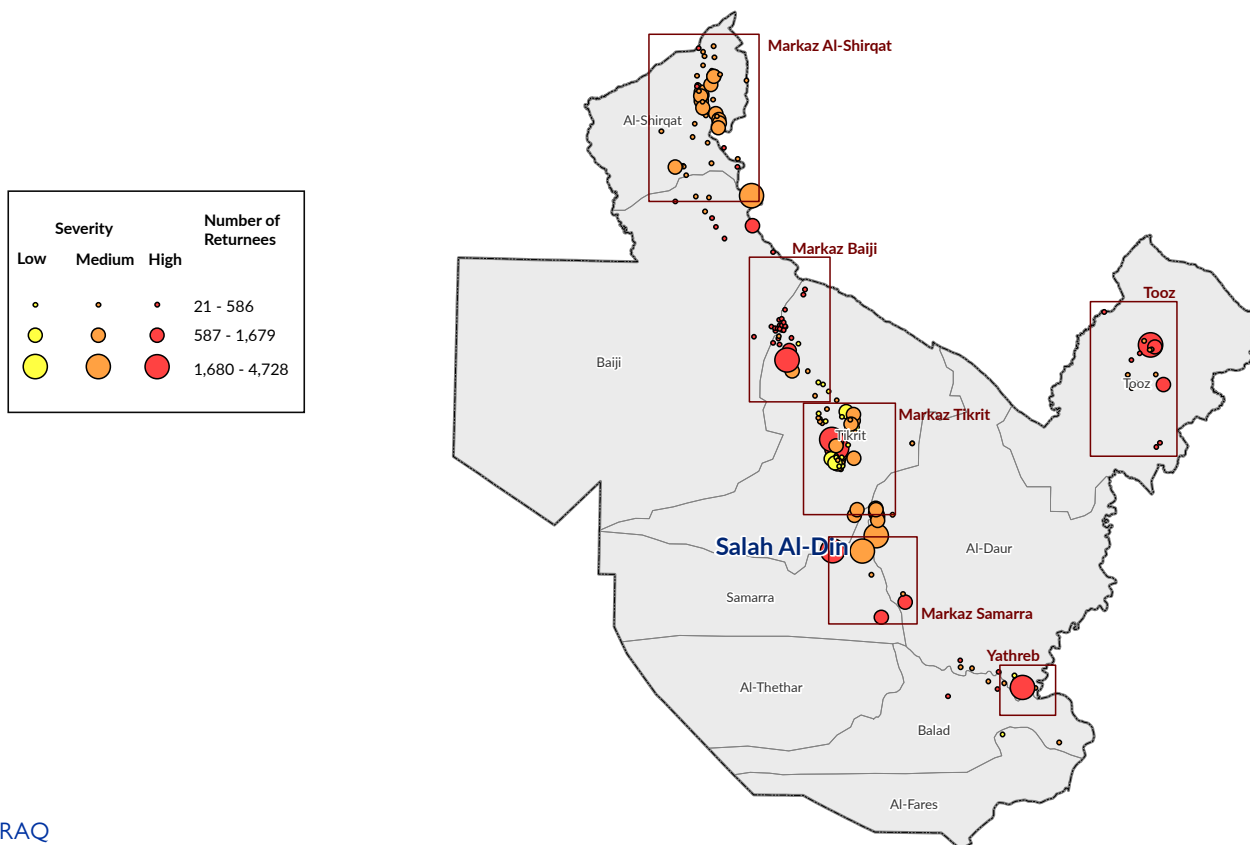 Markaz Al-Shirqat
Al-Shirqat
Severity
Number of
Returnees
Low
Medium
High
21 - 586
587 - 1,679
1,680 - 4,728
Markaz Baiji
Tooz
Baiji
Tooz
Markaz Tikrit
Tikrit
Salah Al-Din
Al-Daur
Samarra
Markaz Samarra
Yathreb
Al-Thethar
Balad
Al-Fares
RAQ